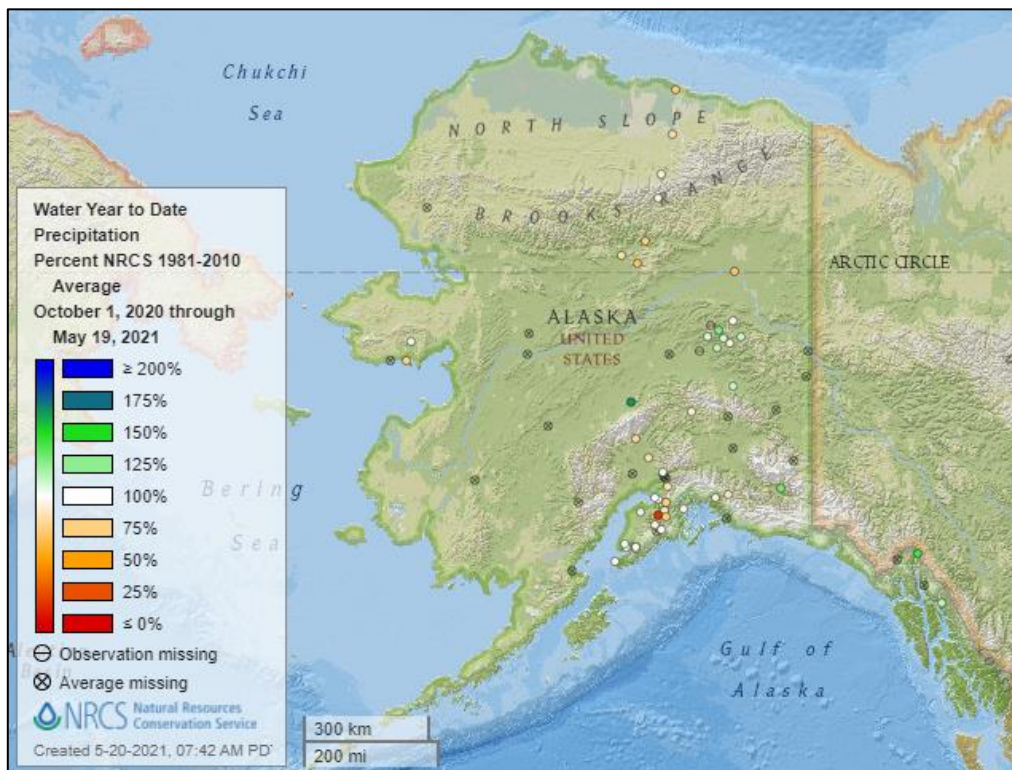 Chukchi
Sea
NORTH SLOPE
BROOKS RANGE
ARCTIC CIRCLE
ALASKA
UNITED
STATES
Bering
Sea
Gulf of
Alaska
Water Year to Date
Precipitation
Percent NRCS 1981-2010
Average
October 1, 2020 through
May 19, 2021
≥ 200%
175%
150%
125%
100%
75%
50%
25%
≤ 0%
Observation missing
Average missing
NRCS Natural Resources
Conservation Service
Created 5-20-2021, 07:42 AM PD
300 km
200 mi